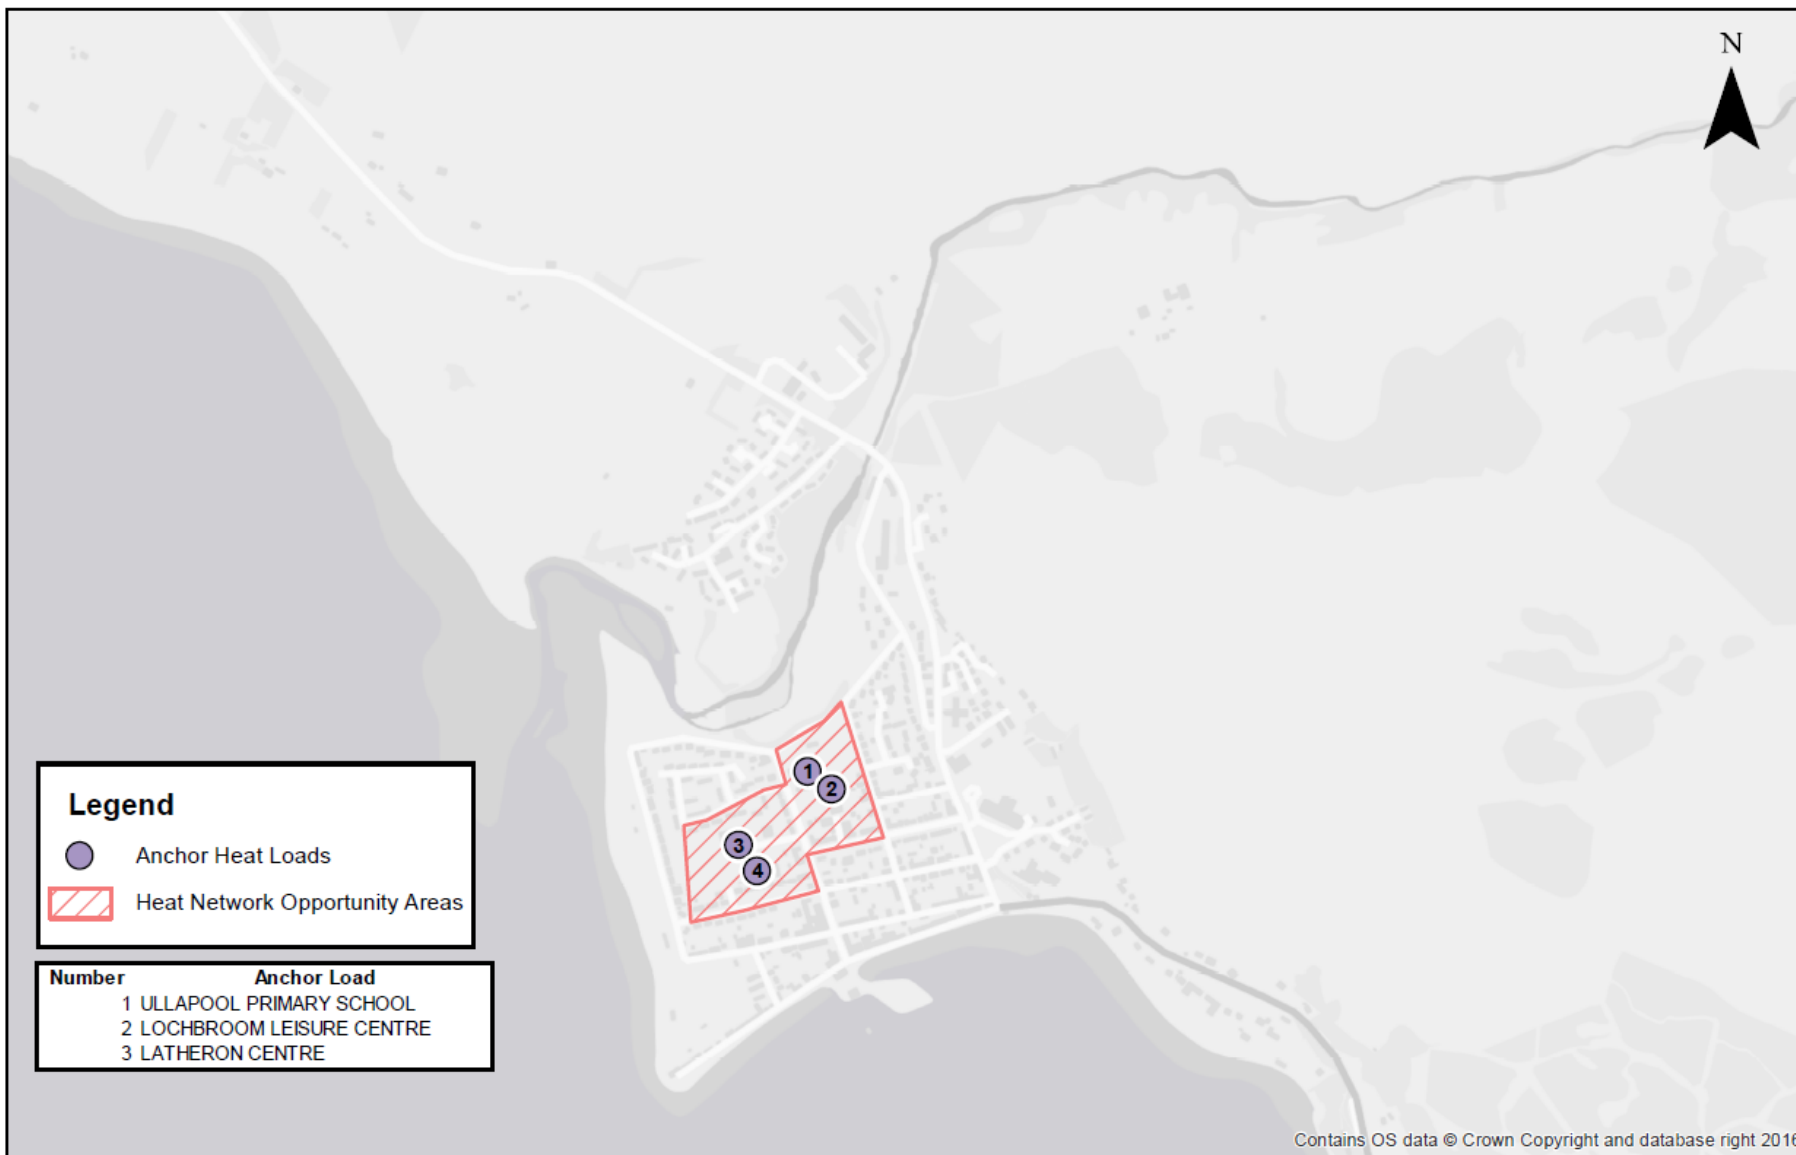 N
1
2
3
4
Legend
Anchor Heat Loads
Heat Network Opportunity Areas
Number Anchor Load
1 ULLAPOOL PRIMARY SCHOOL
2 LOCHBROOM LEISURE CENTRE
3 LATHERON CENTRE
Contains OS data © Crown Copyright and database right 2016